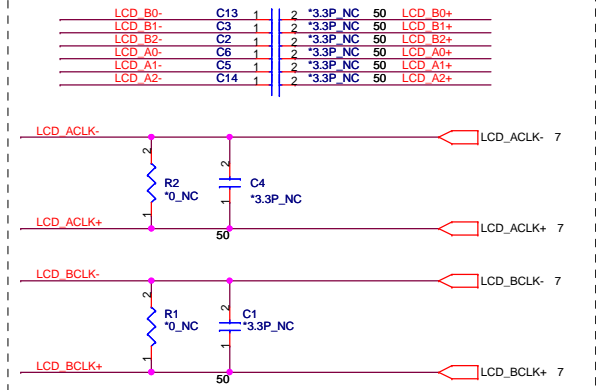 LCD_B0- C13 1 2 *3.3P_NC 50 LCD_B0+
LCD_B1- C3 1 2 *3.3P_NC 50 LCD_B1+
LCD_B2- C2 1 2 *3.3P_NC 50 LCD_B2+
LCD_A0- C6 1 2 *3.3P_NC 50 LCD_A0+
LCD_A1- C5 1 2 *3.3P_NC 50 LCD_A1+
LCD_A2- C14 1 2 *3.3P_NC 50 LCD_A2+
LCD_ACLK- LCD_ACLK- 7
2 2
R2 C4
*0_NC *3.3P_NC
1 1
LCD_ACLK+ 50 LCD_ACLK+ 7
LCD_BCLK- LCD_BCLK- 7
2 2
R1 C1
*0_NC *3.3P_NC
1 1
LCD_BCLK+ 50 LCD_BCLK+ 7